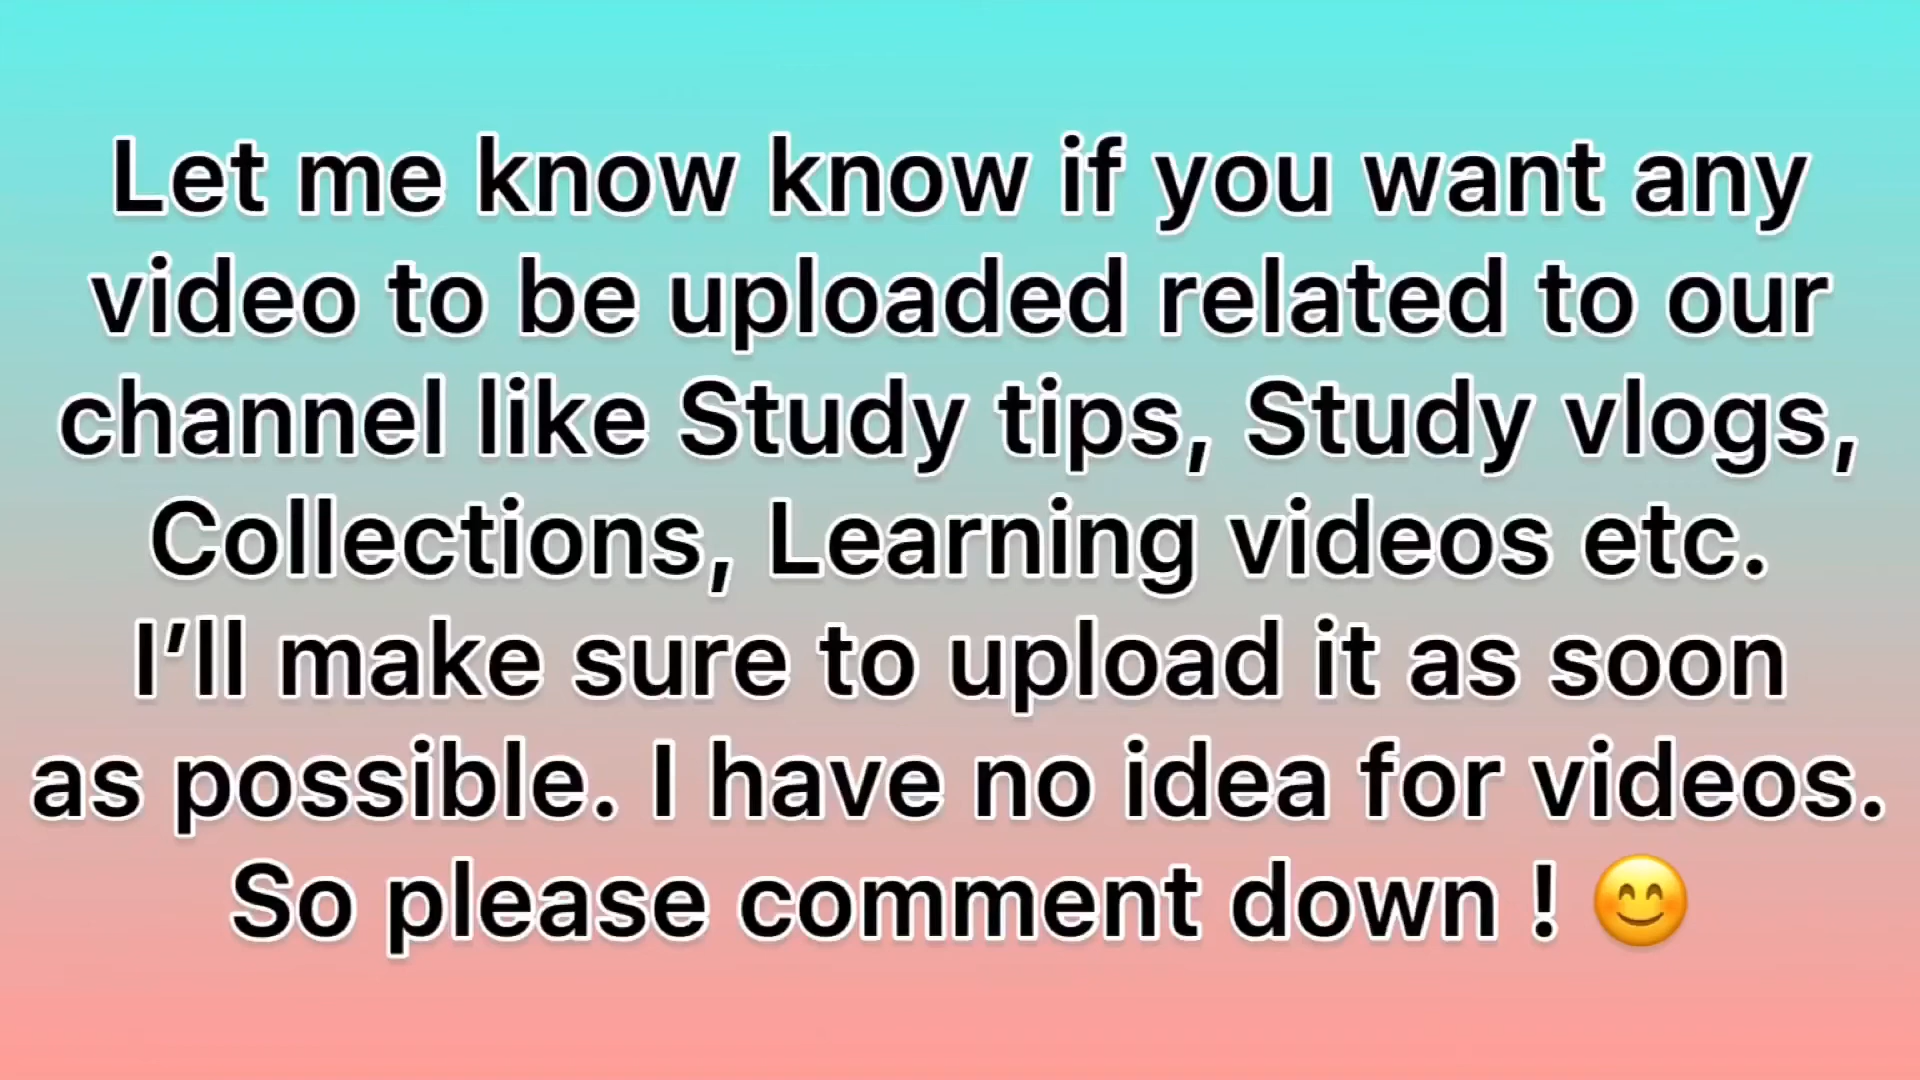 Let me know know if you want any
video to be uploaded related to our
channel like Study tips, Study vlogs,
Collections, Learning videos etc.
I’ll make sure to upload it as soon
as possible. I have no idea for videos.
So please comment down ! 😊